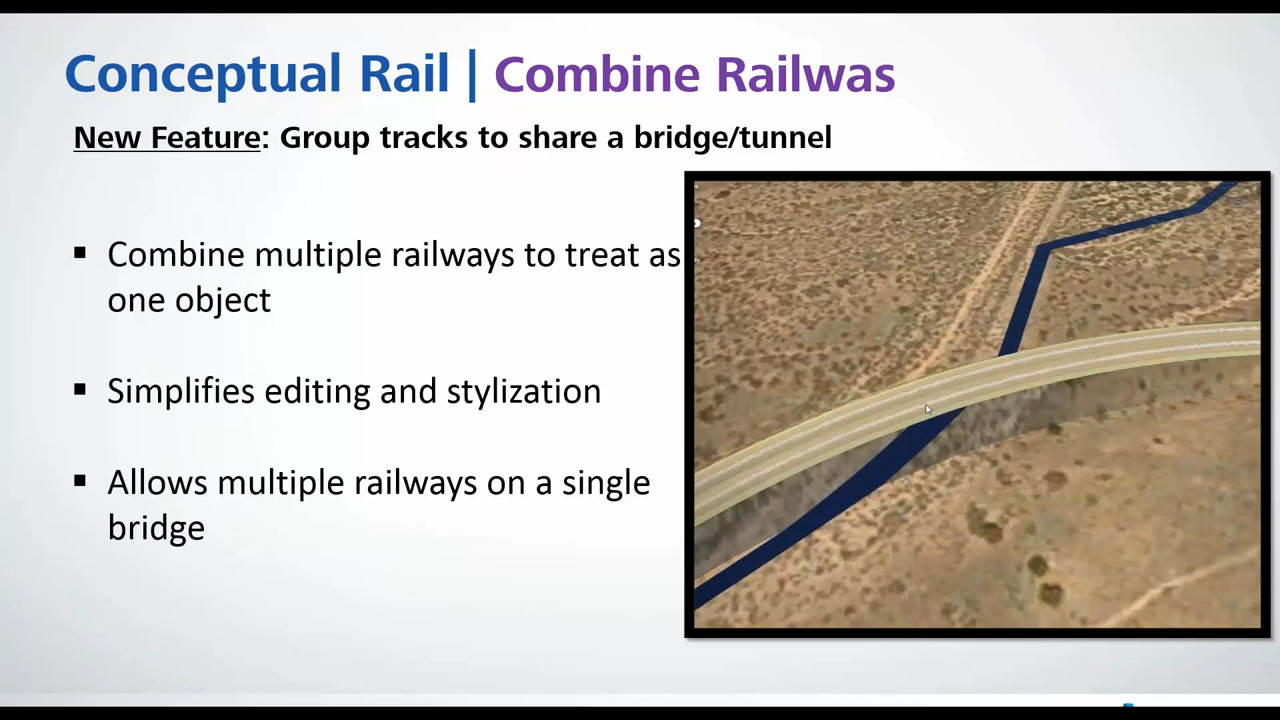 Conceptual Rail | Combine Railwas
New Feature: Group tracks to share a bridge/tunnel
▪ Combine multiple railways to treat as
one object
▪ Simplifies editing and stylization
▪ Allows multiple railways on a single
bridge